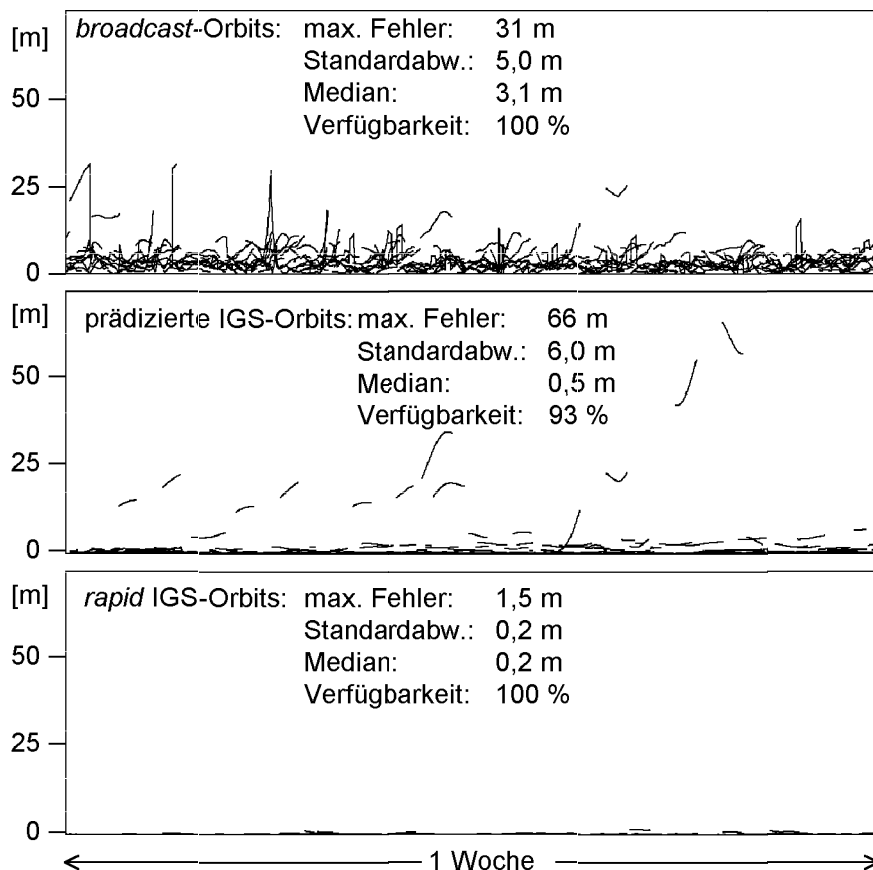 [m]
broadcast-Orbits: max. Fehler: 31 m
Standardabw.: 5,0 m
Median: 3,1 m
Verfügbarkeit: 100 %
50
25
0
[m]
prädizierte IGS-Orbits: max. Fehler: 66 m
Standardabw.: 6,0 m
Median: 0,5 m
Verfügbarkeit: 93 %
50
25
0
[m]
rapid IGS-Orbits: max. Fehler: 1,5 m
Standardabw.: 0,2 m
Median: 0,2 m
Verfügbarkeit: 100 %
50
25
0
1 Woche